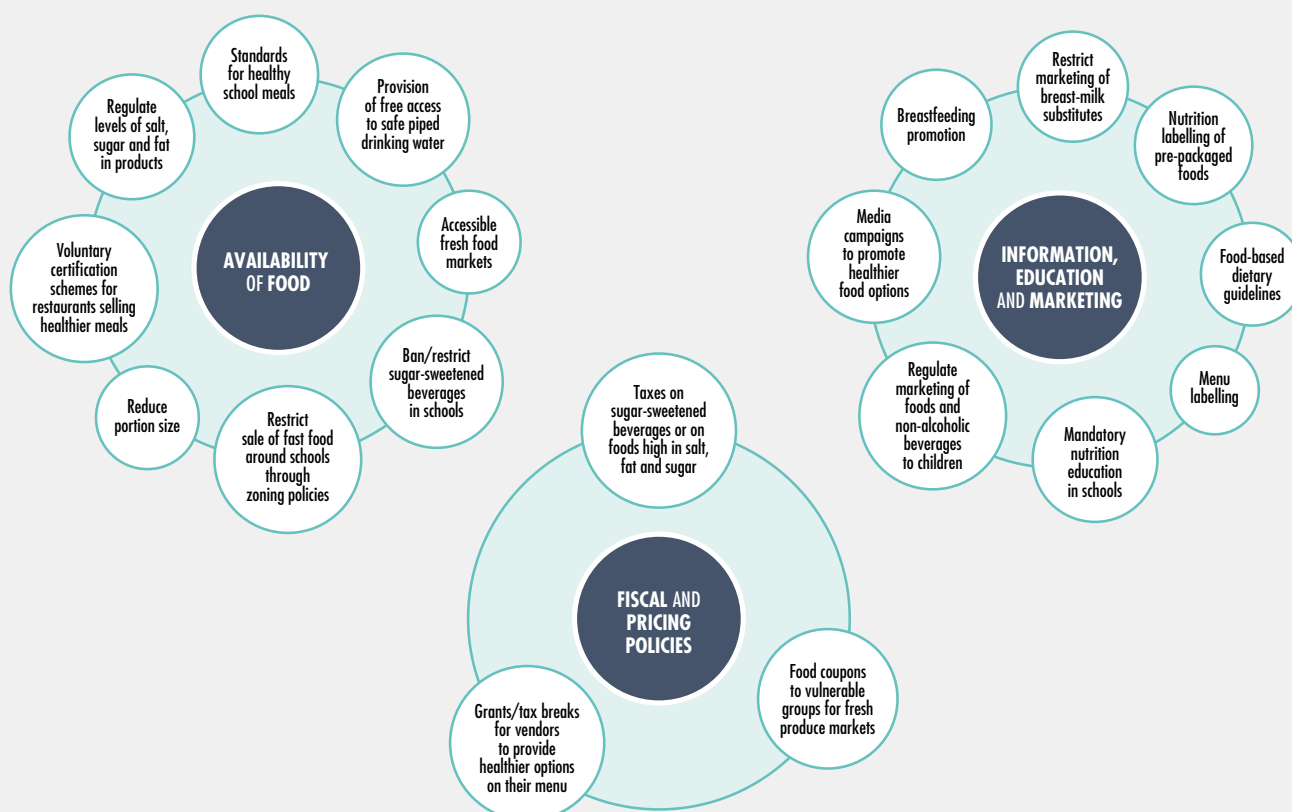 AVAILABILITY
OF FOOD
Standards
for healthy
school meals
Provision
of free access
to safe piped
drinking water
Accessible
fresh food
markets
Ban/restrict
sugar-sweetened
beverages
in schools
Restrict
sale of fast food
around schools
through
zoning policies
Reduce
portion size
Voluntary
certification
schemes for
restaurants selling
healthier meals
Regulate
levels of salt,
sugar and fat
in products
INFORMATION,
EDUCATION
AND MARKETING
Restrict
marketing of
breast-milk
substitutes
Nutrition
labelling of
pre-packaged
foods
Food-based
dietary
guidelines
Menu
labelling
Mandatory
nutrition
education
in schools
Regulate
marketing of
foods and
non-alcoholic
beverages
to children
Media
campaigns
to promote
healthier
food options
Breastfeeding
promotion
FISCAL AND
PRICING
POLICIES
Taxes on
sugar-sweetened
beverages or on
foods high in salt,
fat and sugar
Food coupons
to vulnerable
groups for fresh
produce markets
Grants/tax breaks
for vendors
to provide
healthier options
on their menu